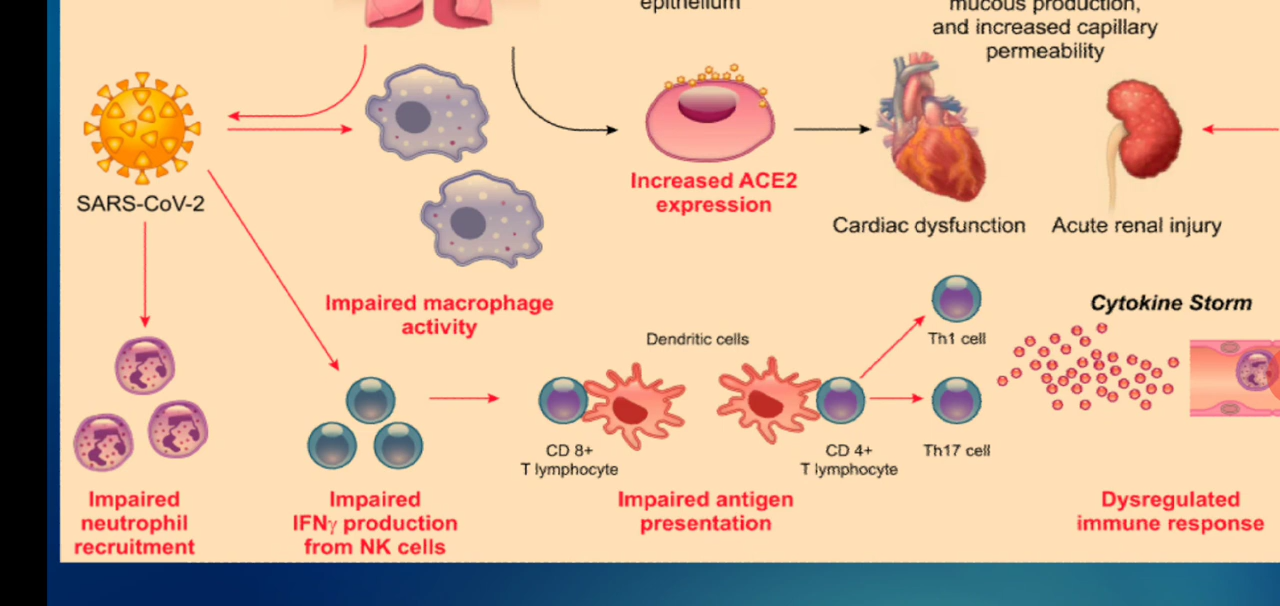 epithelium
mucous production,
and increased capillary
permeability
SARS-CoV-2
Increased ACE2
expression
Cardiac dysfunction
Acute renal injury
Impaired macrophage
activity
Dendritic cells
Th1 cell
Cytokine Storm
CD 8+
T lymphocyte
CD 4+
T lymphocyte
Th17 cell
Impaired
neutrophil
recruitment
Impaired
IFNγ production
from NK cells
Impaired antigen
presentation
Dysregulated
immune response